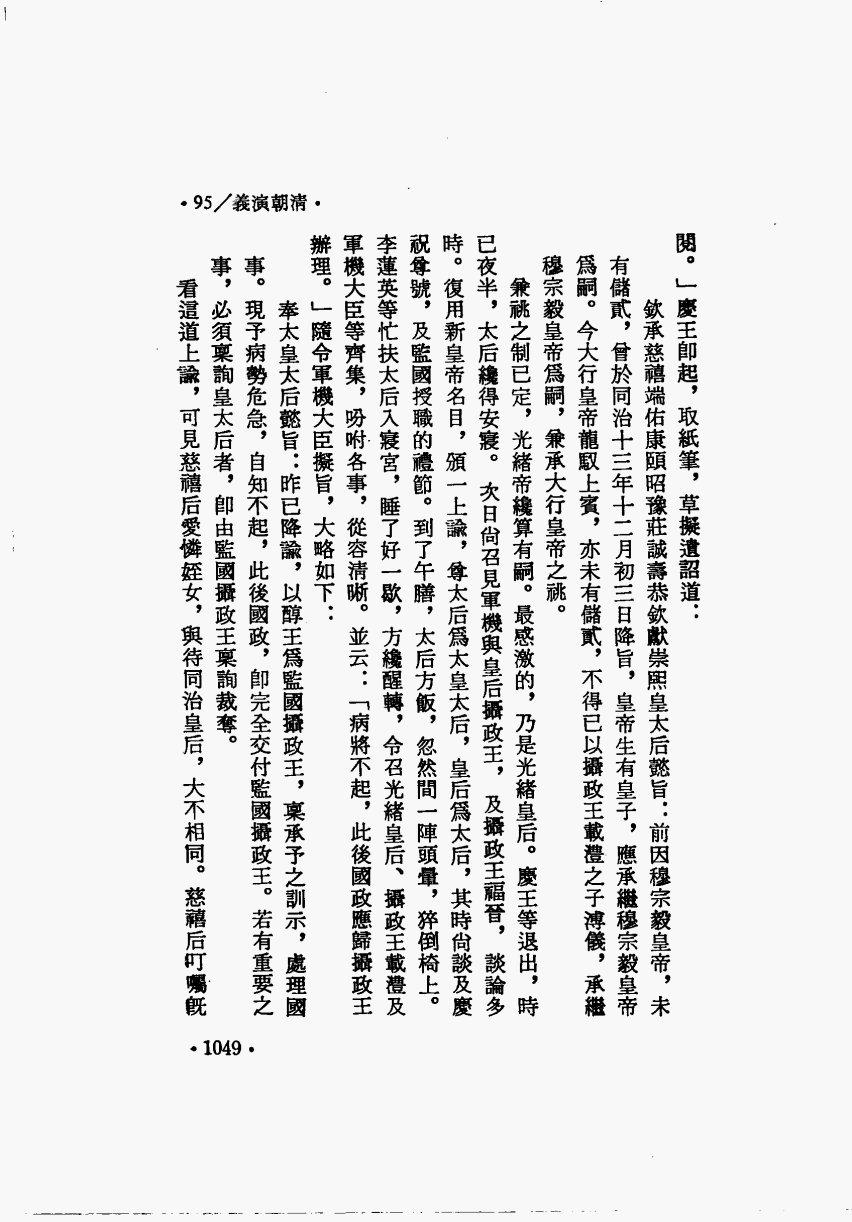 •95／義演朝清•
閱。」慶王卽起，取紙筆，草擬遺詔道：
欽承慈禧端佑康頤昭豫莊誠壽恭欽獻崇熙皇太后懿旨：前因穆宗毅皇帝，未
有儲貳，曾於同治十三年十二月初三日降旨，皇帝生有皇子，應承繼穆宗毅皇帝
爲嗣。今大行皇帝龍馭上賓，亦未有儲貳，不得已以攝政王載灃之子溥儀，承繼
穆宗毅皇帝爲嗣，兼承大行皇帝之祧。
兼祧之制已定，光緒帝纔算有嗣。最感激的，乃是光緒皇后。慶王等退出，時
已夜半，太后纔得安寢。次日尙召見軍機與皇后攝政王，及攝政王福晉，談論多
時。復用新皇帝名目，頒一上諭，尊太后爲太皇太后，皇后爲太后，其時尙談及慶
祝尊號，及監國授職的禮節。到了午膳，太后方飯，忽然間一陣頭暈，猝倒椅上。
李蓮英等忙扶太后入寢宮，睡了好一歇，方纔醒轉，令召光緒皇后、攝政王載灃及
軍機大臣等齊集，吩咐各事，從容淸晰。並云：「病將不起，此後國政應歸攝政王
辦理。」隨令軍機大臣擬旨，大略如下：
奉太皇太后懿旨：昨已降諭，以醇王爲監國攝政王，稟承予之訓示，處理國
事。現予病勢危急，自知不起，此後國政，卽完全交付監國攝政王。若有重要之
事，必須稟詢皇太后者，卽由監國攝政王稟詢裁奪。
看這道上諭，可見慈禧后愛憐姪女，與待同治皇后，大不相同。慈禧后叮囑旣
•1049•